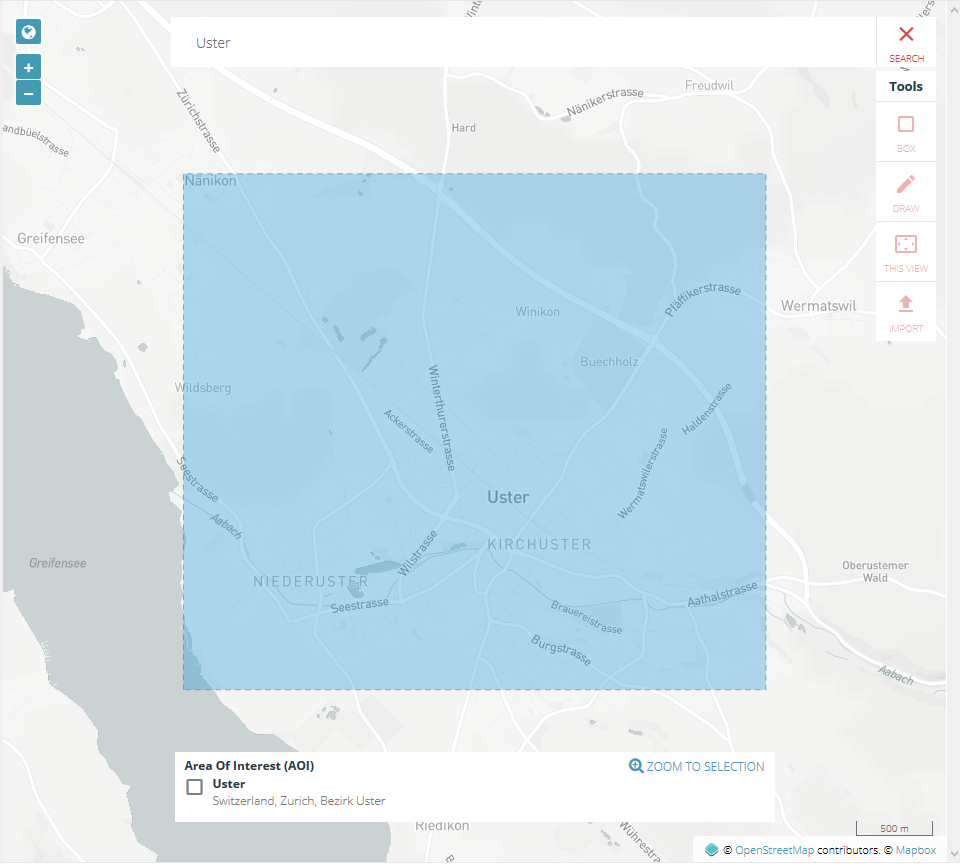 Uster
SEARCH
Tools
BOX
DRAW
THIS VIEW
IMPORT
+
−
Zürichstrasse
Nänikerstrasse
Freudwil
Hard
andbüelstrasse
Nänikon
Greifensee
Pfäffikerstrasse
Wermatswil
Winikon
Buechholz
Wildsberg
Winterthurerstrasse
Ackerstrasse
Haldenstrasse
Wermatswilerstrasse
Seestrasse
Uster
Aabach
KIRCHUSTER
Wilstrasse
Greifensee
Oberustemer
Wald
NIEDERUSTER
Seestrasse
Aathalstrasse
Brauereistrasse
Burgstrasse
Aabach
Area Of Interest (AOI)
ZOOM TO SELECTION
Uster
Switzerland, Zurich, Bezirk Uster
Riedikon
500 m
© OpenStreetMap contributors. © Mapbox